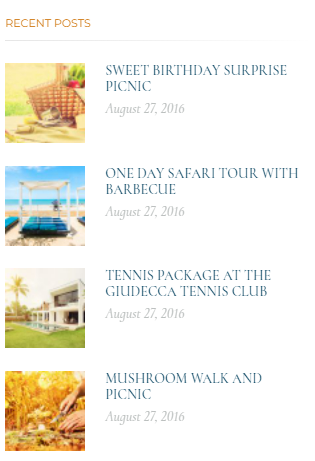 RECENT POSTS
SWEET BIRTHDAY SURPRISE
PICNIC
August 27, 2016
ONE DAY SAFARI TOUR WITH
BARBECUE
August 27, 2016
TENNIS PACKAGE AT THE
GIUDECCA TENNIS CLUB
August 27, 2016
MUSHROOM WALK AND
PICNIC
August 27, 2016